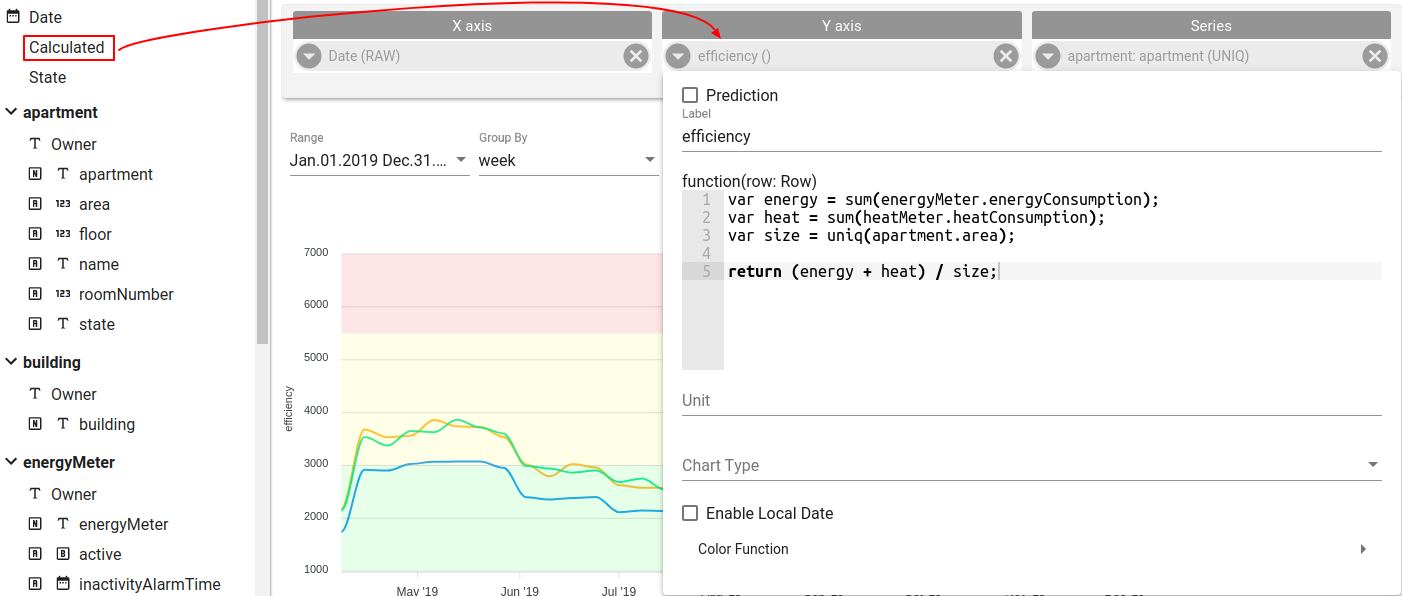 Date
Calculated
State
apartment
T Owner
N T apartment
R 123 area
R 123 floor
R T name
R 123 roomNumber
R T state
building
T Owner
N T building
energyMeter
T Owner
N T energyMeter
R B active
R inactivityAlarmTime
X axis
Date (RAW)
Y axis
efficiency ()
Series
apartment: apartment (UNIQ)
Range
Jan.01.2019 Dec.31....
Group By
week
7000
6000
5000
4000
3000
2000
1000
efficiency
May '19
Jun '19
Jul '19
Prediction
Label
efficiency
function(row: Row)
1 var energy = sum(energyMeter.energyConsumption);
2 var heat = sum(heatMeter.heatConsumption);
3 var size = uniq(apartment.area);
4
5 return (energy + heat) / size;
Unit
Chart Type
Enable Local Date
Color Function